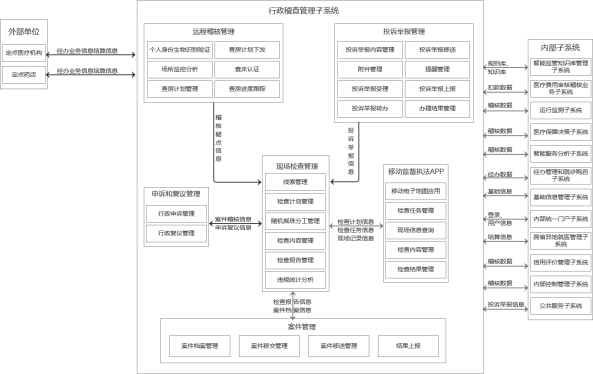 行政稽查管理子系统
外部单位
定点医疗机构
定点药店
经办业务信息结算信息
经办业务信息结算信息
远程稽核管理
个人身份生物识别验证
查房计划下发
场所监控分析
查床认证
查房计划管理
查房进度跟踪
投诉举报管理
投诉举报内容管理
投诉举报移送
附件管理
提醒管理
投诉举报受理
投诉举报上报
投诉举报转办
办理结果管理
稽核疑点信息
投诉举报信息
现场检查管理
线索管理
检查计划管理
随机摇珠分工管理
检查内容管理
检查报告管理
违规统计分析
申诉和复议管理
行政申诉管理
行政复议管理
案件稽核信息
申诉复议信息
移动监督执法APP
移动电子地图应用
检查任务管理
现场信息查询
检查内容管理
检查结果管理
检查计划信息
检查任务信息
现场记录信息
检查报告信息
案件档案信息
案件管理
案件档案管理
案件移交管理
案件移送管理
结果上报
内部子系统
规则库、
知识库
智能监管知识库管理
子系统
扣款数据
医疗费用审核稽核业
务子系统
稽核数据
运行监测子系统
稽核数据
医疗保障决策子系统
稽核数据
智能服务分析子系统
经办数据
经办管理和就诊购药
子系统
基础信息
基础信息管理子系统
登录、
用户信息
内部统一门户子系统
结算信息
跨省异地就医管理子
系统
稽核数据
信用评价管理子系统
稽核数据
内部控制管理子系统
投诉举报信息
公共服务子系统